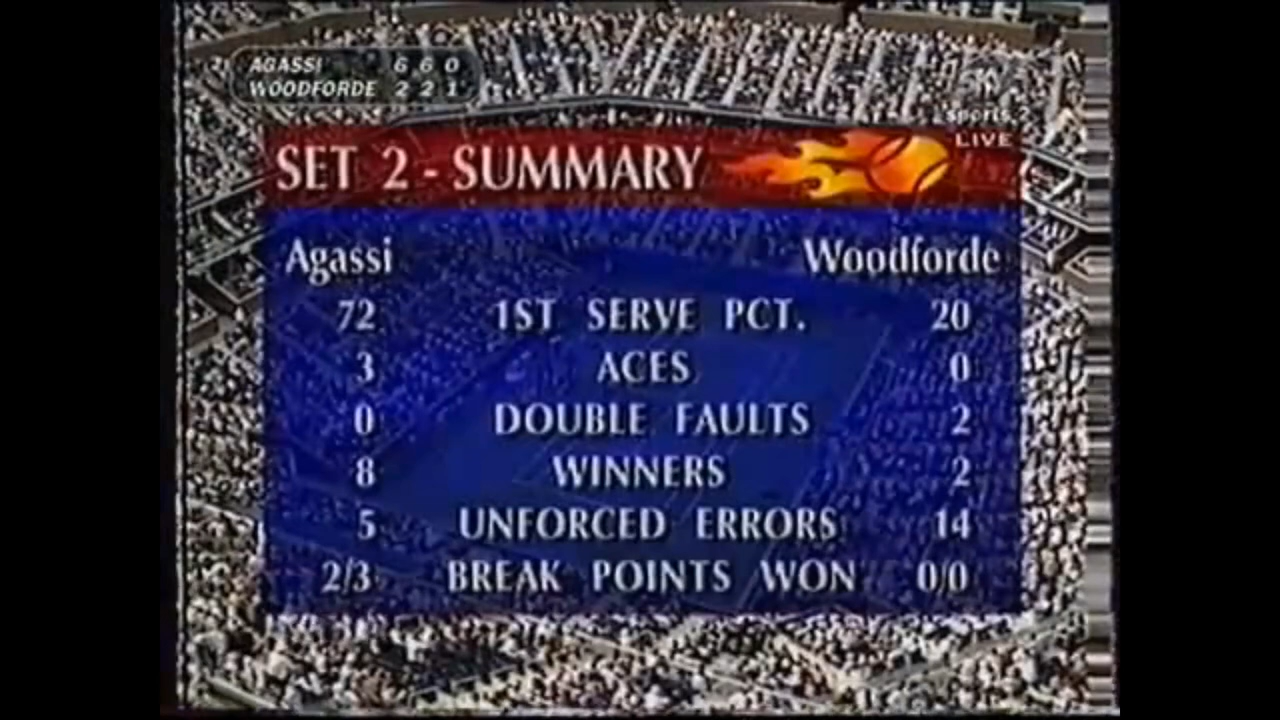 AGASSI 6 6 0
WOODFORDE 2 2 1
sports
LIVE
SET 2 - SUMMARY
Agassi Woodforde
72 1ST SERVE PCT. 20
3 ACES 0
0 DOUBLE FAULTS 2
8 WINNERS 2
5 UNFORCED ERRORS 14
2/3 BREAK POINTS WON 0/0